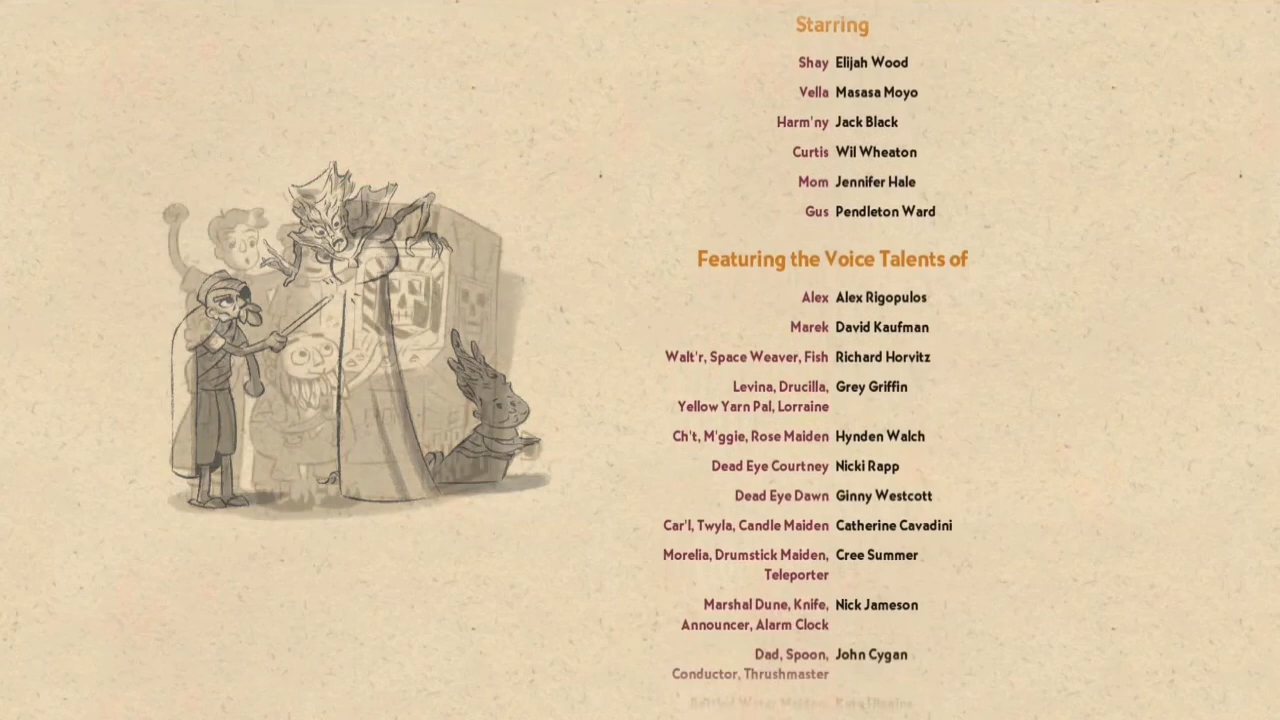 Starring
Shay Elijah Wood
Vella Masasa Moyo
Harm'ny Jack Black
Curtis Wil Wheaton
Mom Jennifer Hale
Gus Pendleton Ward
Featuring the Voice Talents of
Alex Alex Rigopulos
Marek David Kaufman
Walt'r, Space Weaver, Fish Richard Horvitz
Levina, Drucilla, Grey Griffin
Yellow Yarn Pal, Lorraine
Ch't, M'ggie, Rose Maiden Hynden Walch
Dead Eye Courtney Nicki Rapp
Dead Eye Dawn Ginny Westcott
Car'l, Twyla, Candle Maiden Catherine Cavadini
Morelia, Drumstick Maiden, Cree Summer
Teleporter
Marshal Dune, Knife, Nick Jameson
Announcer, Alarm Clock
Dad, Spoon, John Cygan
Conductor, Thrushmaster